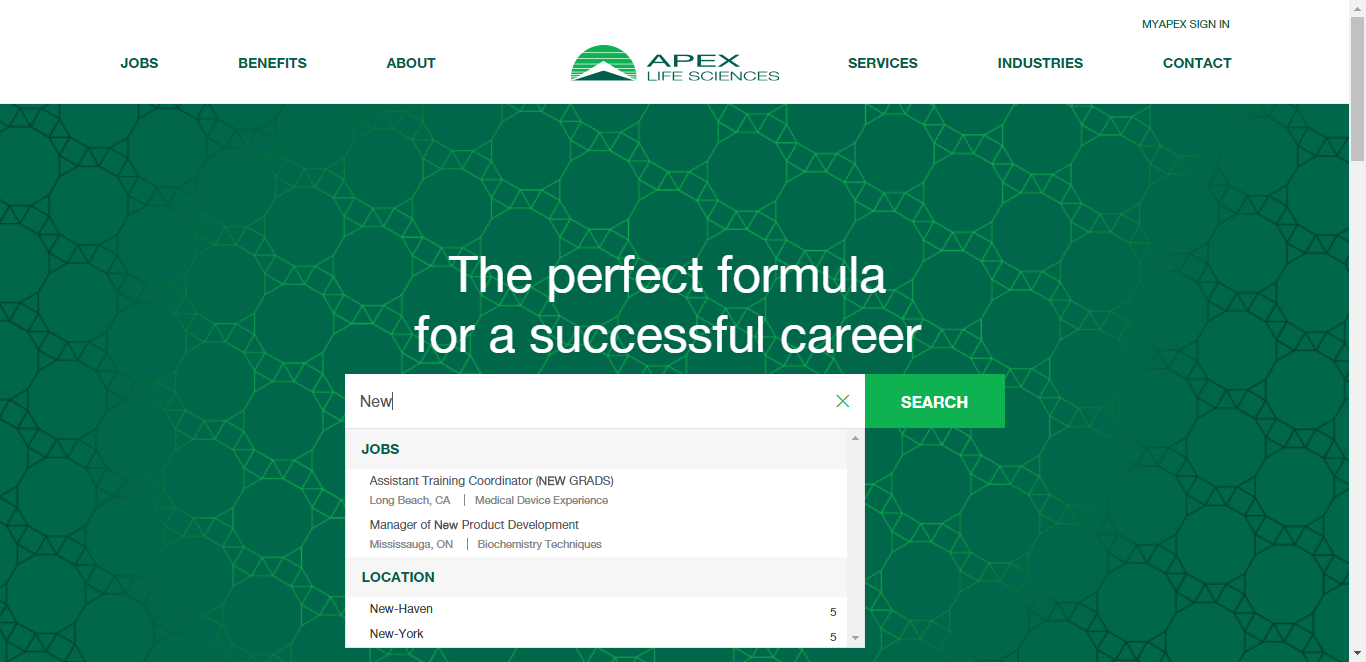 MYAPEX SIGN IN
JOBS BENEFITS ABOUT APEX LIFE SCIENCES SERVICES INDUSTRIES CONTACT
The perfect formula
for a successful career
New SEARCH
JOBS
Assistant Training Coordinator (NEW GRADS)
Long Beach, CA | Medical Device Experience
Manager of New Product Development
Mississauga, ON | Biochemistry Techniques
LOCATION
New-Haven 5
New-York 5